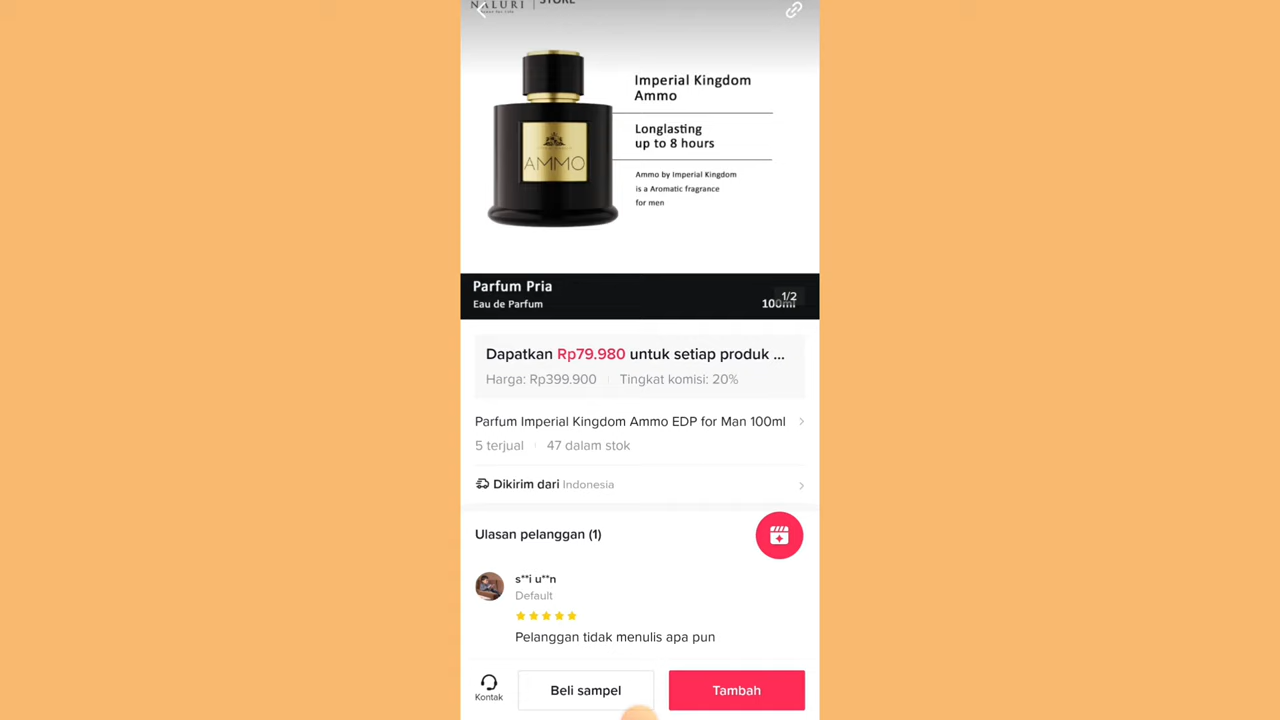 NALURI | STORE
Imperial Kingdom
Ammo
Longlasting
up to 8 hours
AMMO
Ammo by Imperial Kingdom
is a Aromatic fragrance
for men
Parfum Pria
Eau de Parfum
1/2
100ml
Dapatkan Rp79.980 untuk setiap produk ...
Harga: Rp399.900 | Tingkat komisi: 20%
Parfum Imperial Kingdom Ammo EDP for Man 100ml
5 terjual | 47 dalam stok
Dikirim dari Indonesia
Ulasan pelanggan (1)
s**i u**n
Default
Pelanggan tidak menulis apa pun
Kontak
Beli sampel
Tambah